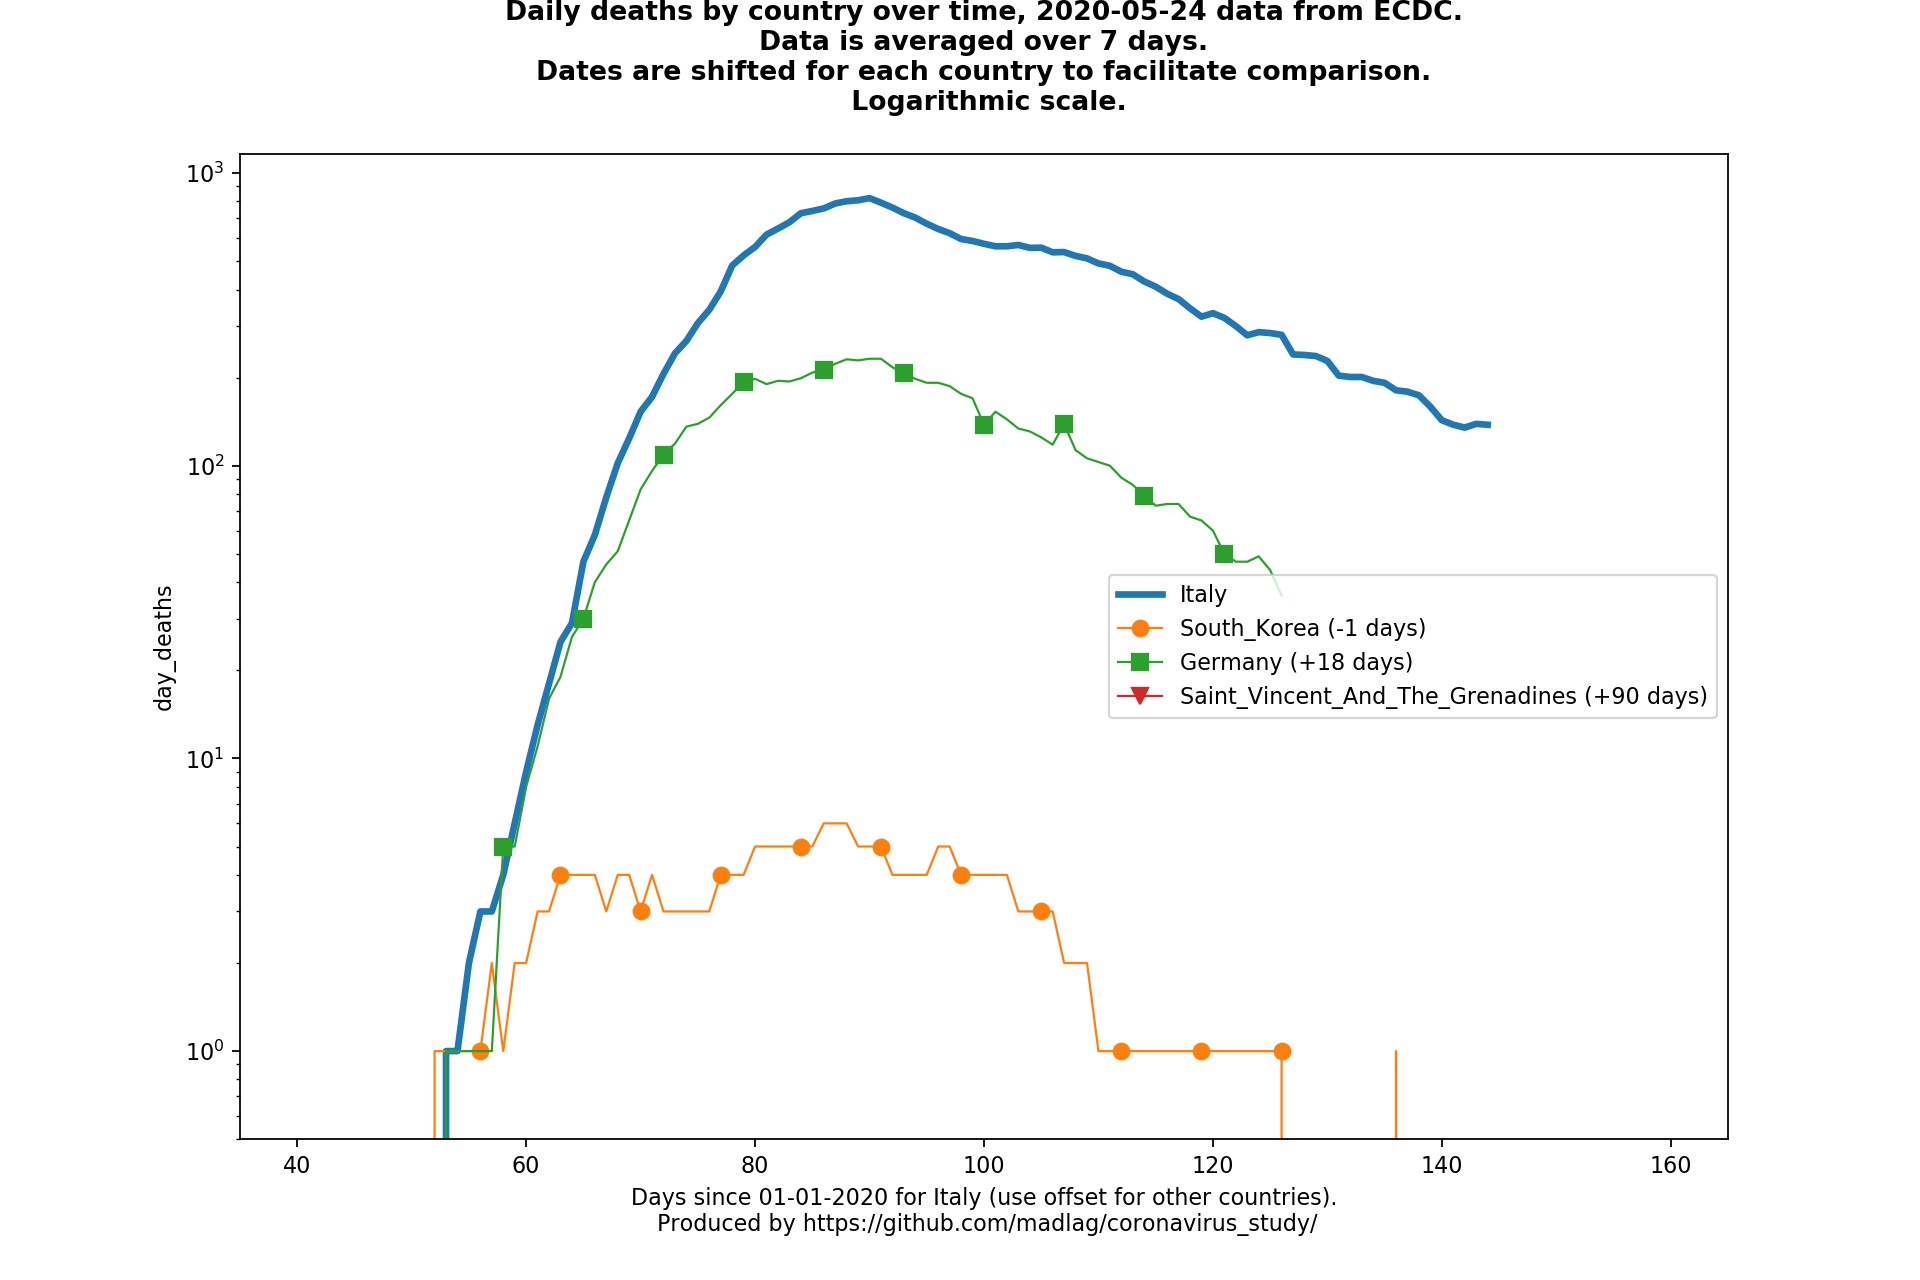 Daily deaths by country over time, 2020-05-24 data from ECDC.
Data is averaged over 7 days.
Dates are shifted for each country to facilitate comparison.
Logarithmic scale.
10³
10²
10¹
10⁰
day_deaths
Italy
South_Korea (-1 days)
Germany (+18 days)
Saint_Vincent_And_The_Grenadines (+90 days)
40 60 80 100 120 140 160
Days since 01-01-2020 for Italy (use offset for other countries).
Produced by https://github.com/madlag/coronavirus_study/